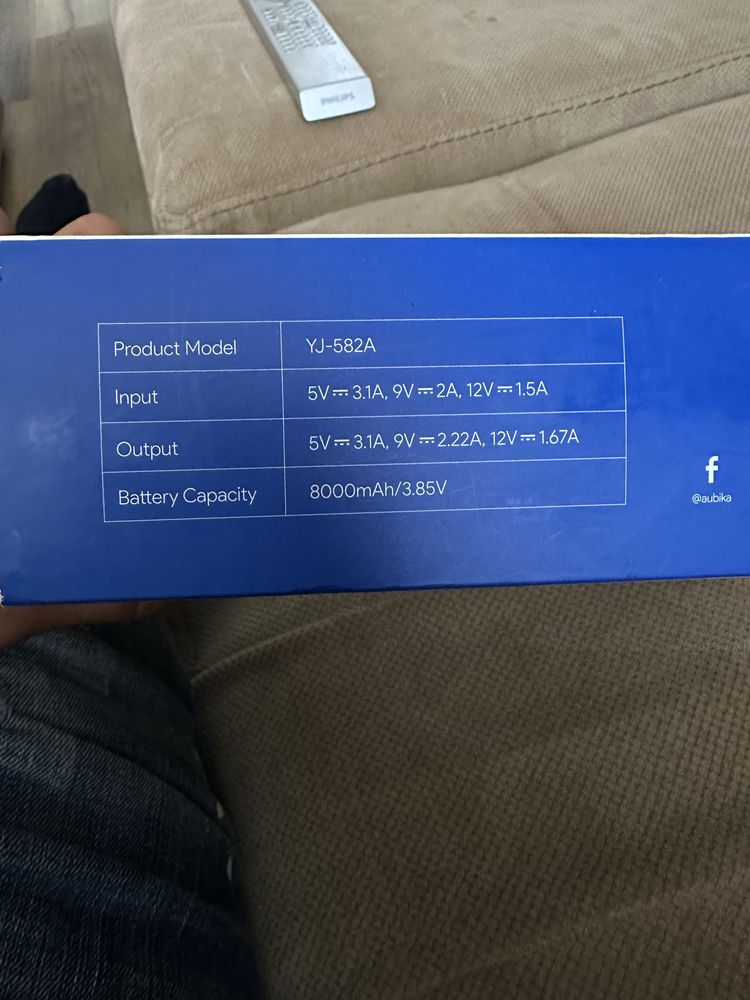 PHILIPS
Product Model YJ-582A
Input 5V⎓3.1A, 9V⎓2A, 12V⎓1.5A
Output 5V⎓3.1A, 9V⎓2.22A, 12V⎓1.67A
Battery Capacity 8000mAh/3.85V
f
@aubika